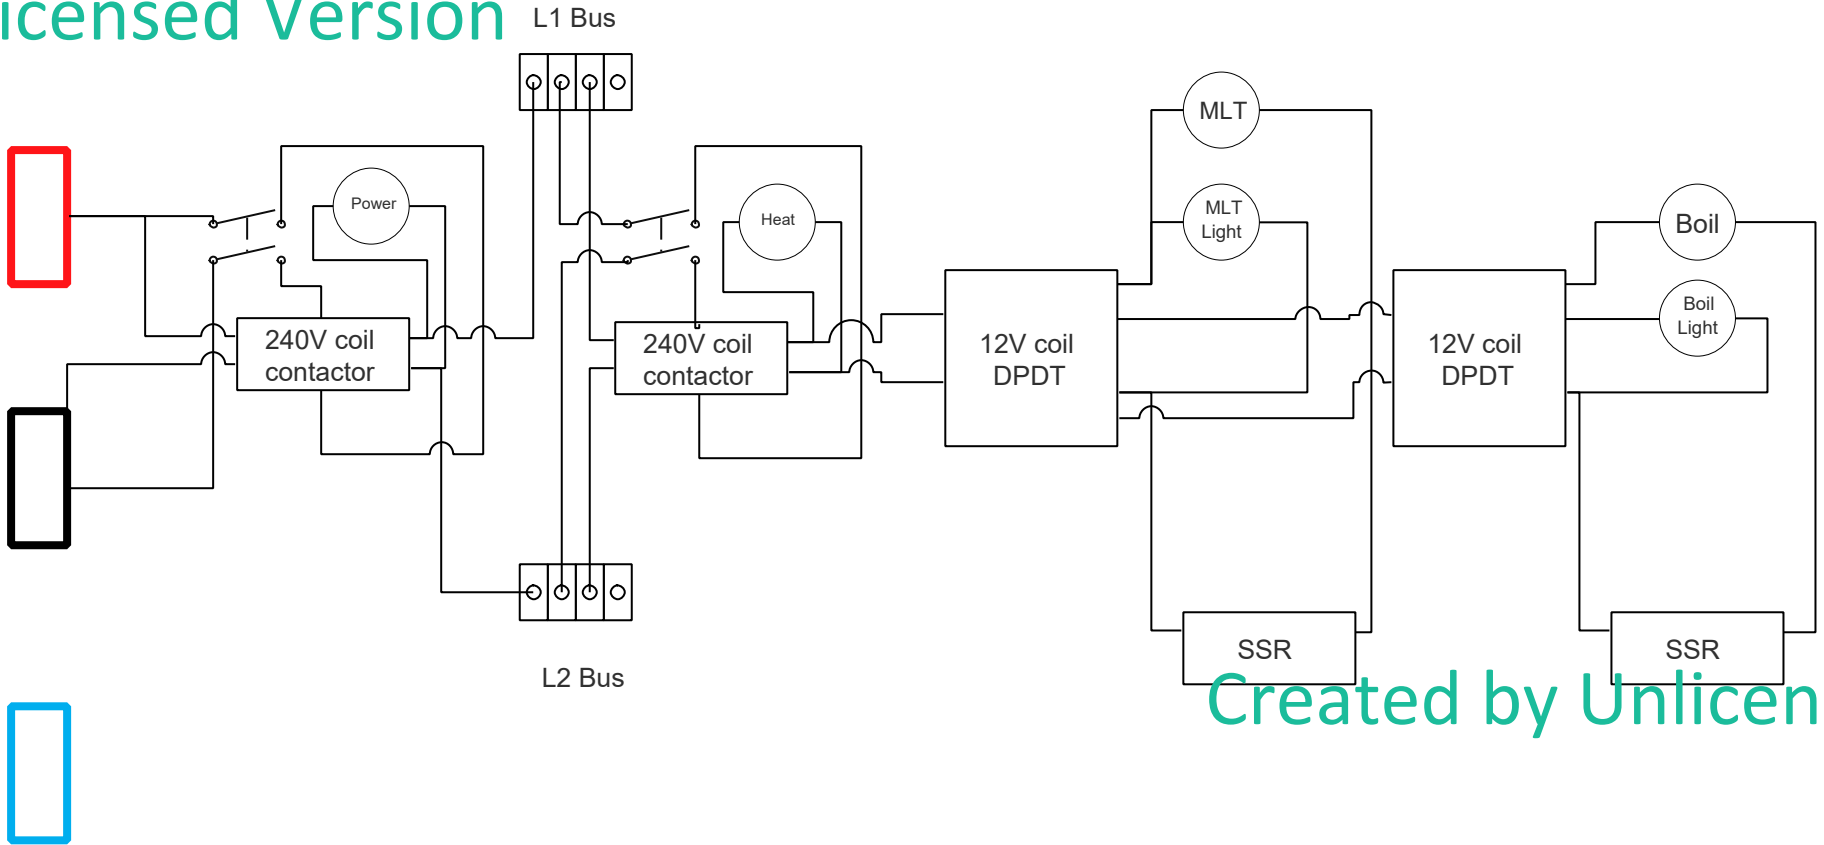 icensed Version
L1 Bus
MLT
Power
MLT
Light
Heat
Boil
Boil
Light
240V coil
contactor
240V coil
contactor
12V coil
DPDT
12V coil
DPDT
SSR
SSR
L2 Bus
Created by Unlicen